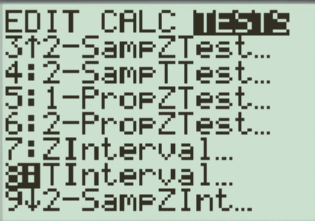 EDIT CALC TESTS
3↑2-SampZTest…
4:2-SampTTest…
5:1-PropZTest…
6:2-PropZTest…
7:ZInterval…
8:TInterval…
9↓2-SampZInt…